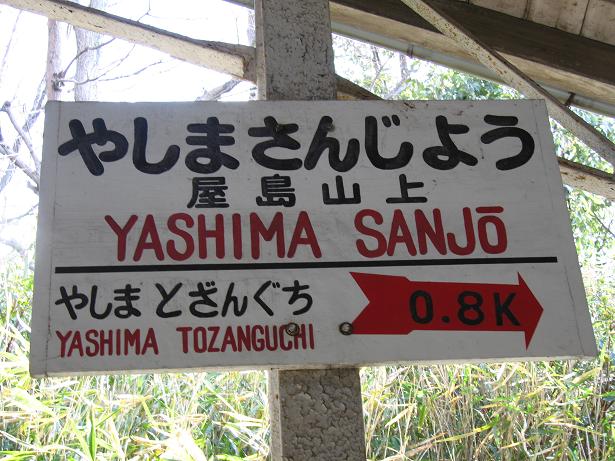 やしまさんじよう
屋島山上
YASHIMA SANJŌ
やしまとざんぐち
YASHIMA TOZANGUCHI
0.8K